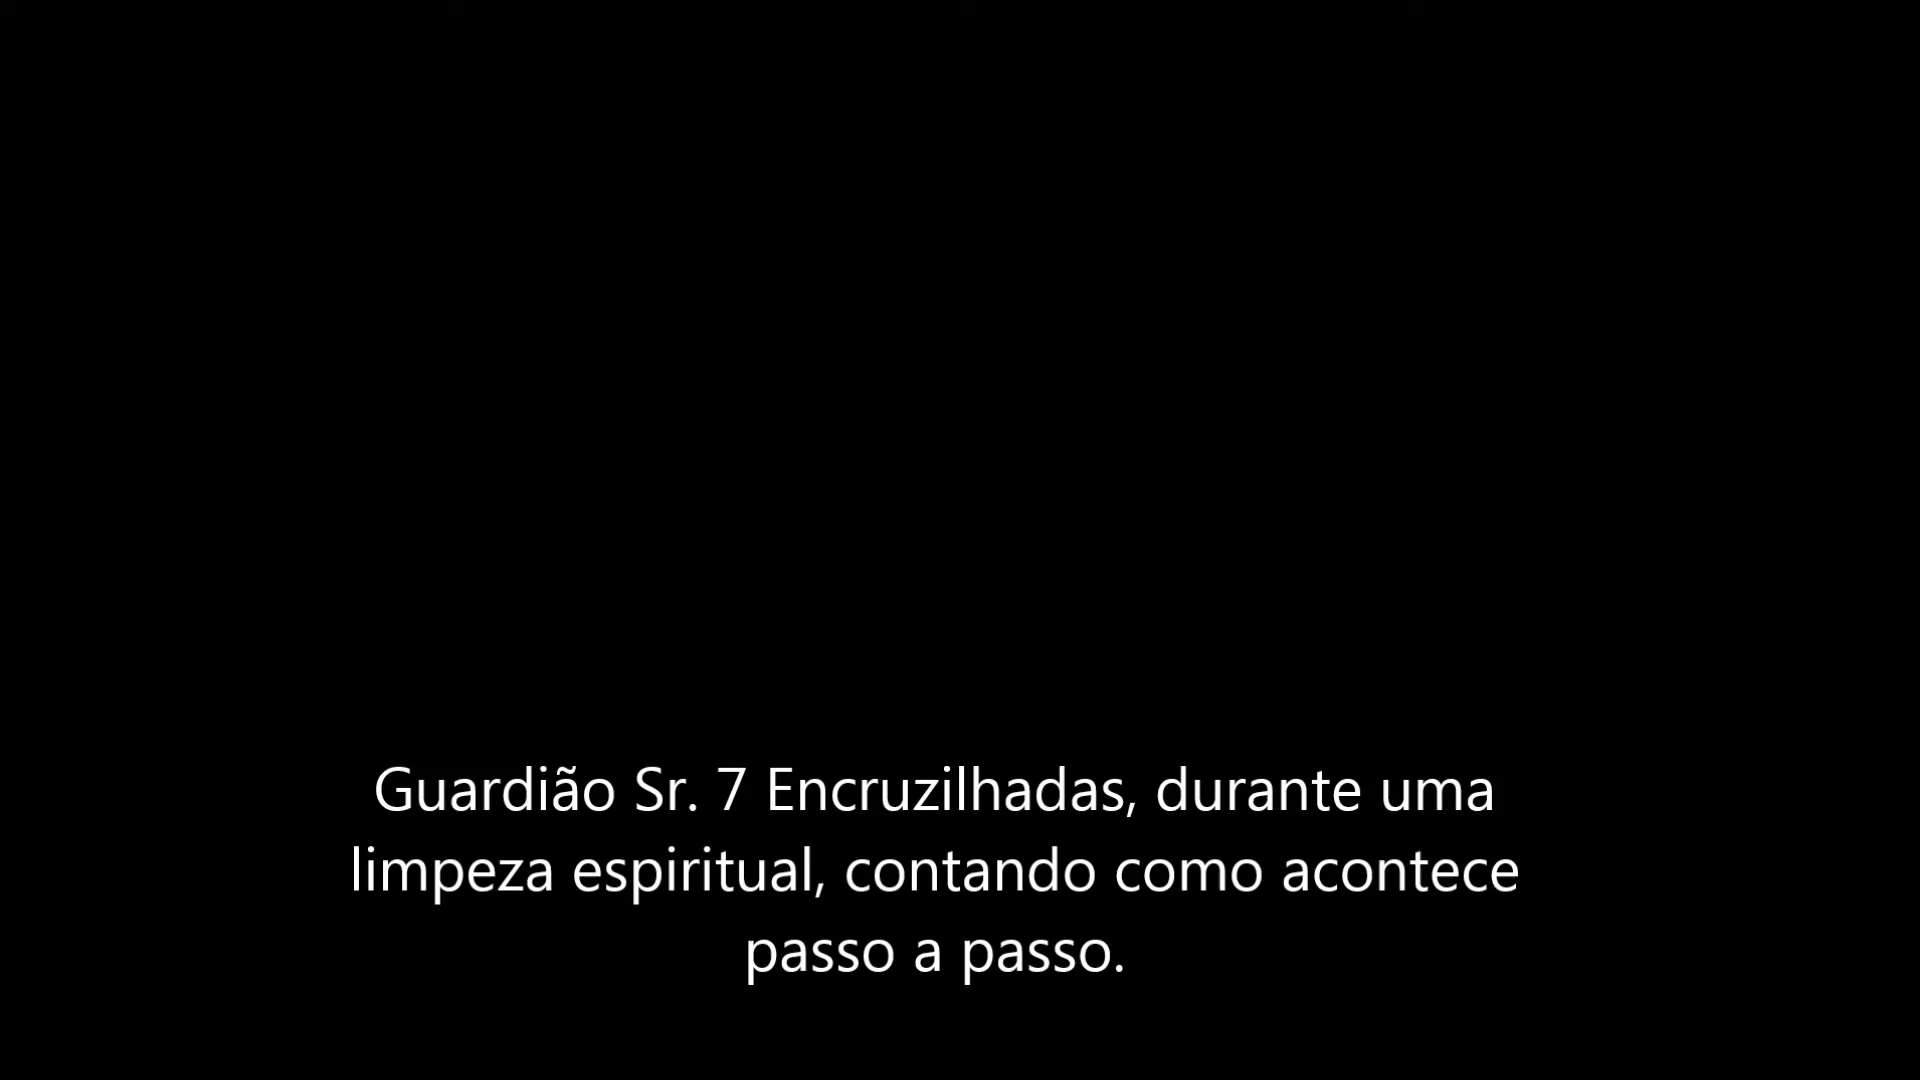 Guardião Sr. 7 Encruzilhadas, durante uma
limpeza espiritual, contando como acontece
passo a passo.